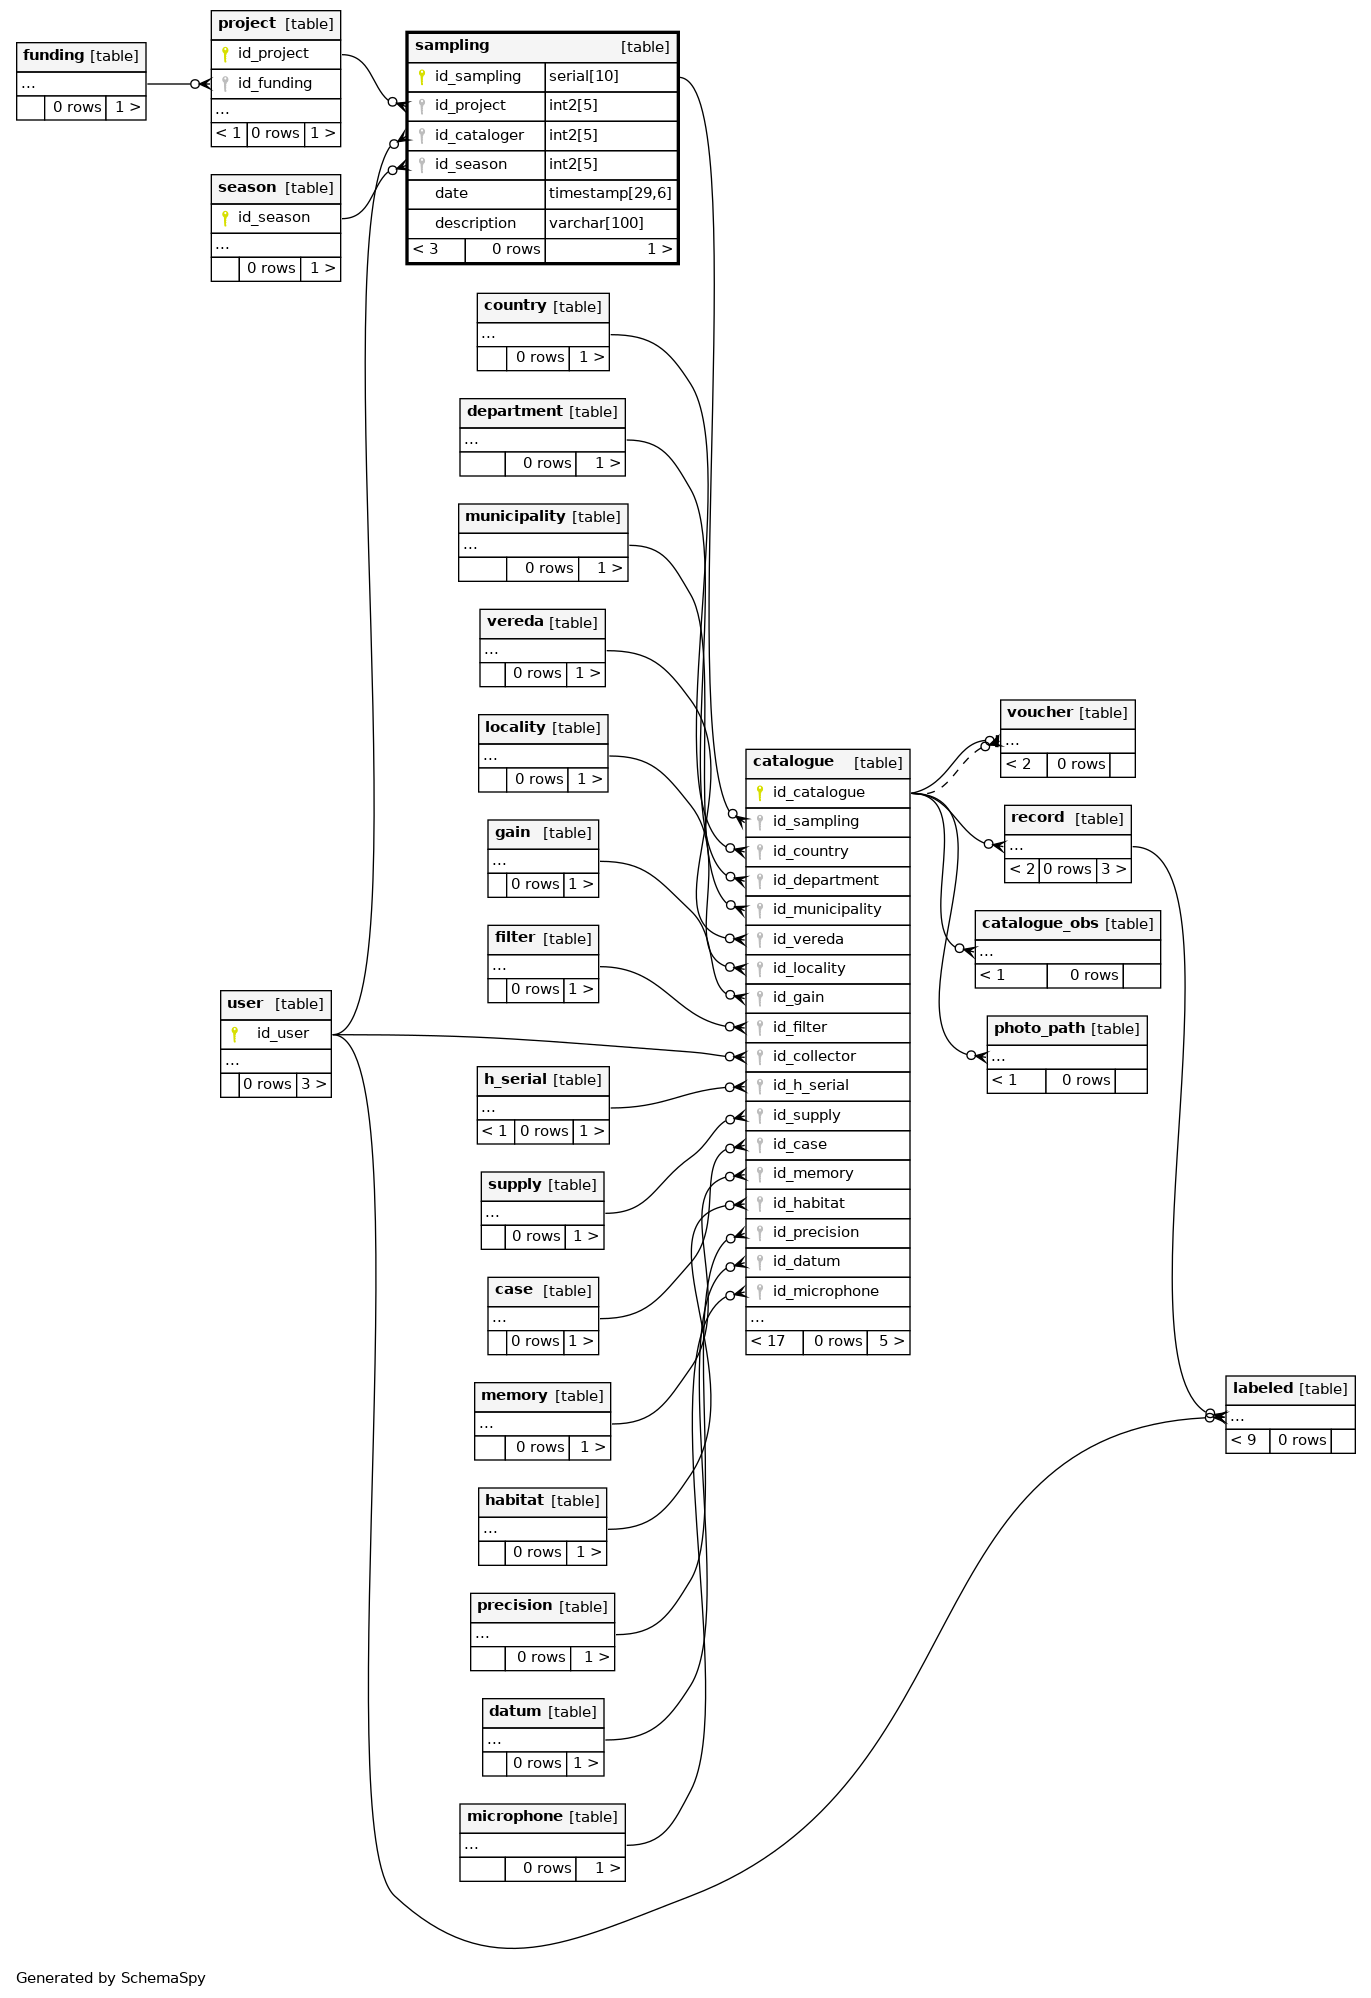 funding [table]
...
0 rows 1 >
project [table]
id_project
id_funding
...
< 1 0 rows 1 >
season [table]
id_season
...
0 rows 1 >
sampling [table]
id_sampling serial[10]
id_project int2[5]
id_cataloger int2[5]
id_season int2[5]
date timestamp[29,6]
description varchar[100]
< 3 0 rows 1 >
country [table]
...
0 rows 1 >
department [table]
...
0 rows 1 >
municipality [table]
...
0 rows 1 >
vereda [table]
...
0 rows 1 >
locality [table]
...
0 rows 1 >
gain [table]
...
0 rows 1 >
filter [table]
...
0 rows 1 >
user [table]
id_user
...
0 rows 3 >
h_serial [table]
...
< 1 0 rows 1 >
supply [table]
...
0 rows 1 >
case [table]
...
0 rows 1 >
memory [table]
...
0 rows 1 >
habitat [table]
...
0 rows 1 >
precision [table]
...
0 rows 1 >
datum [table]
...
0 rows 1 >
microphone [table]
...
0 rows 1 >
catalogue [table]
id_catalogue
id_sampling
id_country
id_department
id_municipality
id_vereda
id_locality
id_gain
id_filter
id_collector
id_h_serial
id_supply
id_case
id_memory
id_habitat
id_precision
id_datum
id_microphone
...
< 17 0 rows 5 >
voucher [table]
...
< 2 0 rows
record [table]
...
< 2 0 rows 3 >
catalogue_obs [table]
...
< 1 0 rows
photo_path [table]
...
< 1 0 rows
labeled [table]
...
< 9 0 rows
Generated by SchemaSpy